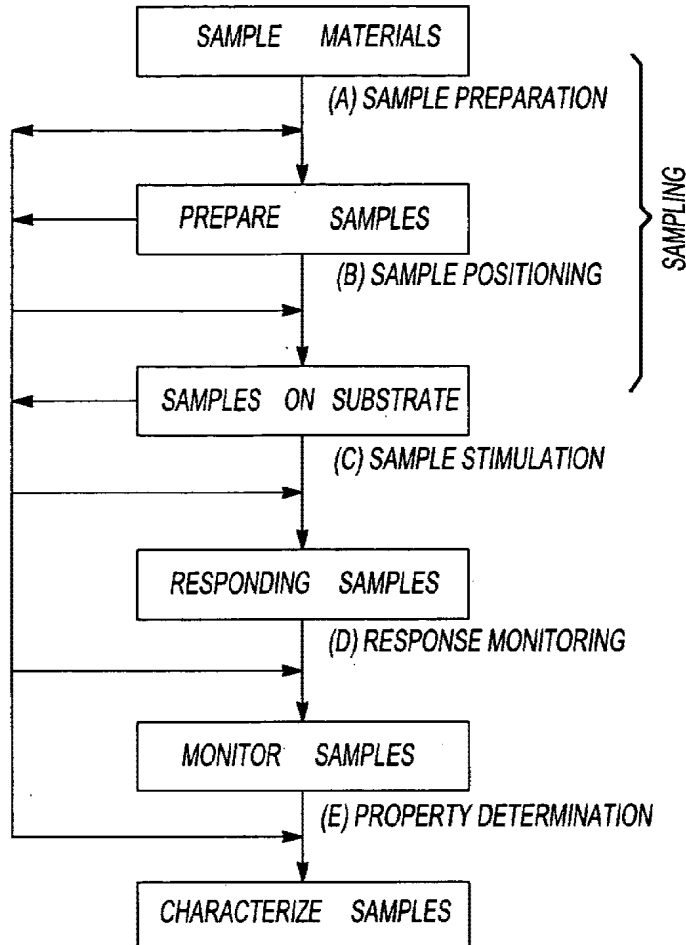 SAMPLE MATERIALS
(A) SAMPLE PREPARATION
PREPARE SAMPLES
(B) SAMPLE POSITIONING
SAMPLING
SAMPLES ON SUBSTRATE
(C) SAMPLE STIMULATION
RESPONDING SAMPLES
(D) RESPONSE MONITORING
MONITOR SAMPLES
(E) PROPERTY DETERMINATION
CHARACTERIZE SAMPLES